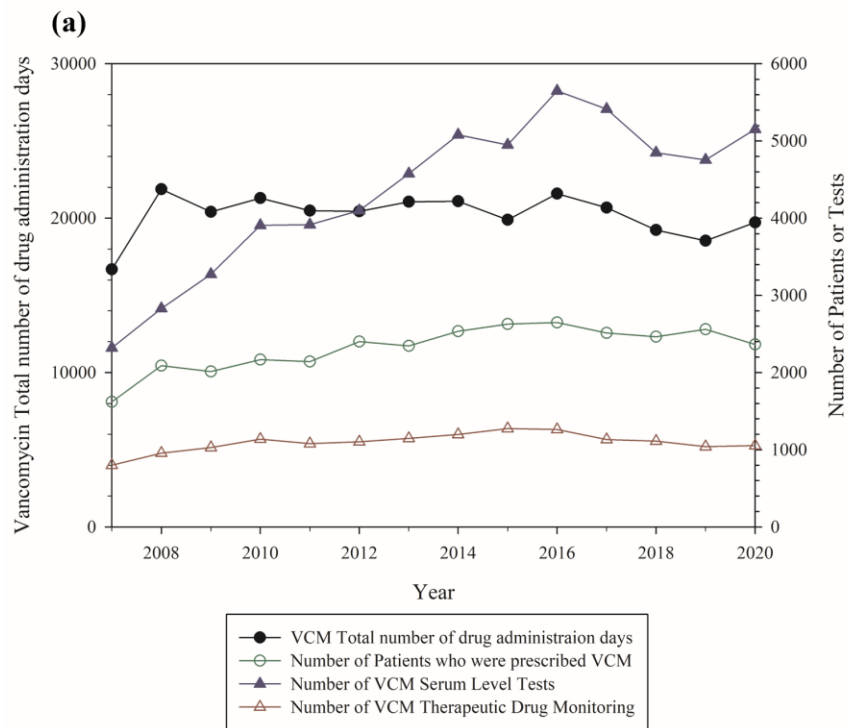 (a)
30000
20000
10000
0
Vancomycin Total number of drug administration days
6000
5000
4000
3000
2000
1000
0
Number of Patients or Tests
2008 2010 2012 2014 2016 2018 2020
Year
VCM Total number of drug administraion days
Number of Patients who were prescribed VCM
Number of VCM Serum Level Tests
Number of VCM Therapeutic Drug Monitoring